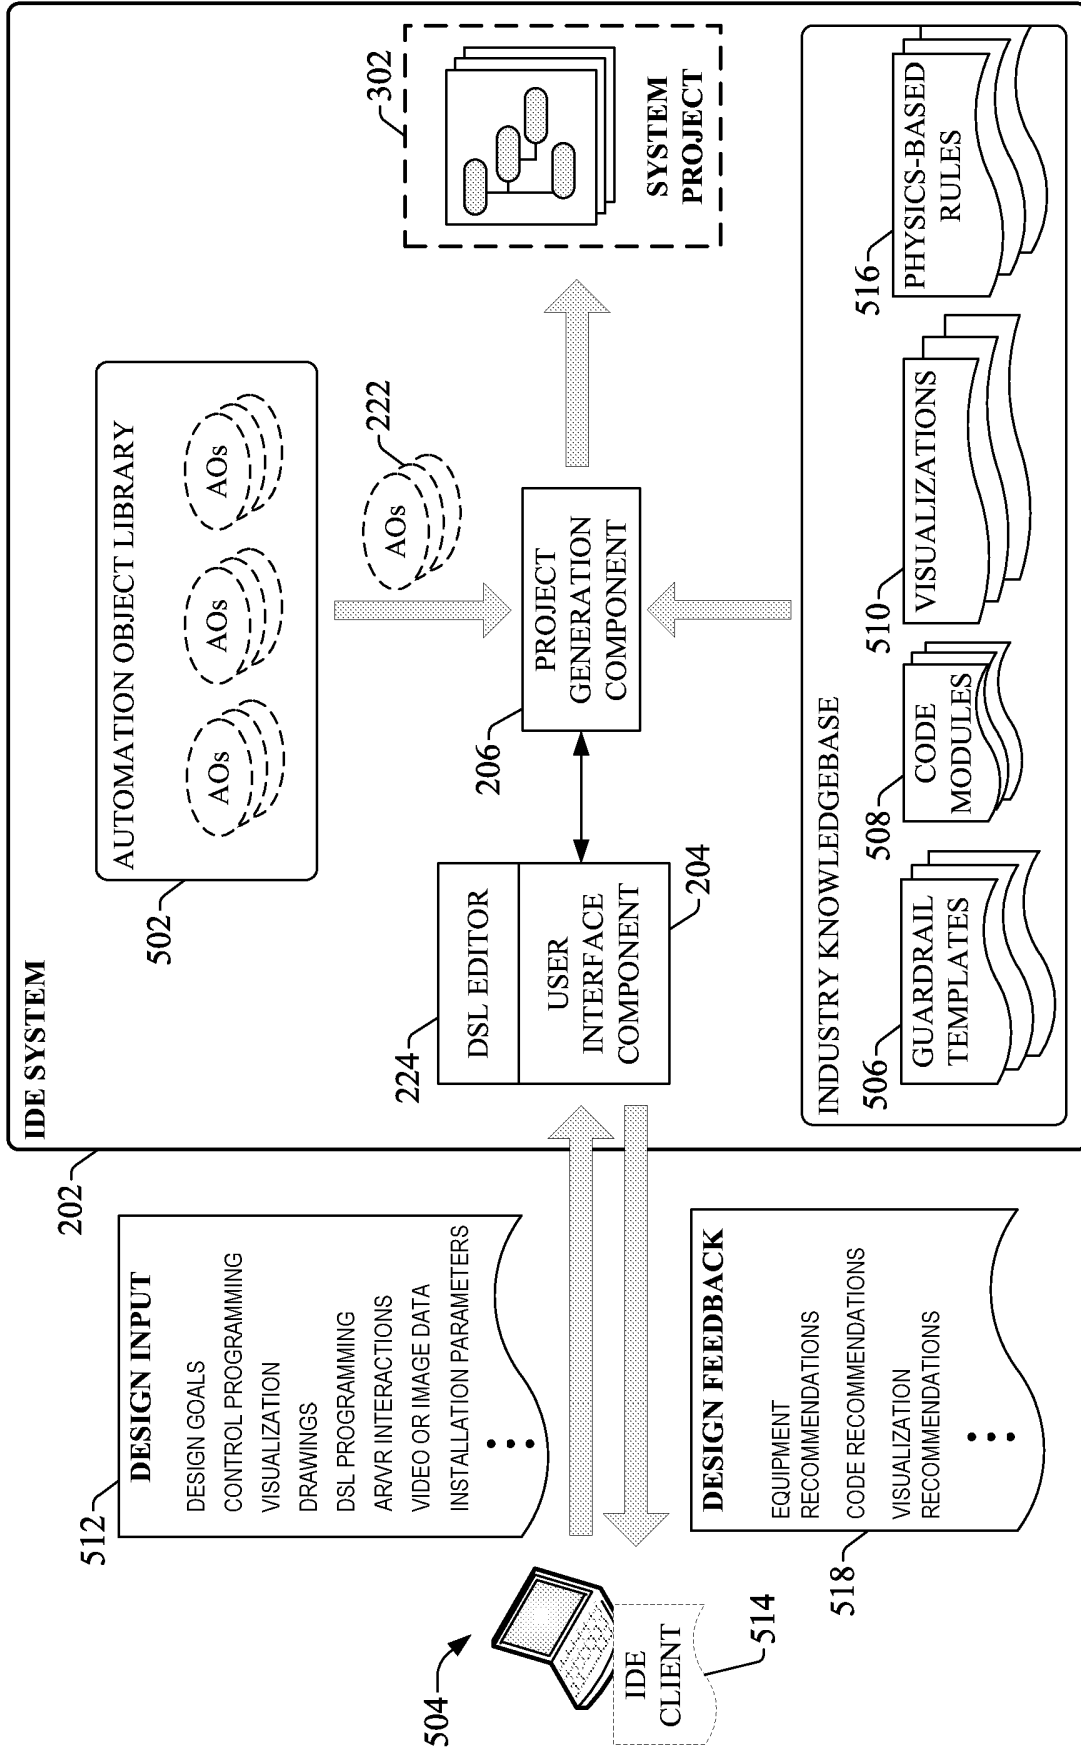 IDE SYSTEM
202
AUTOMATION OBJECT LIBRARY
AOs
AOs
AOs
502
AOs
222
302
SYSTEM
PROJECT
224
DSL EDITOR
USER
INTERFACE
COMPONENT
204
206
PROJECT
GENERATION
COMPONENT
INDUSTRY KNOWLEDGEBASE
506
GUARDRAIL
TEMPLATES
508
CODE
MODULES
510
VISUALIZATIONS
516
PHYSICS-BASED
RULES
512
DESIGN INPUT
DESIGN GOALS
CONTROL PROGRAMMING
VISUALIZATION
DRAWINGS
DSL PROGRAMMING
AR/VR INTERACTIONS
VIDEO OR IMAGE DATA
INSTALLATION PARAMETERS
504
IDE
CLIENT
514
DESIGN FEEDBACK
EQUIPMENT
RECOMMENDATIONS
CODE RECOMMENDATIONS
VISUALIZATION
RECOMMENDATIONS
518